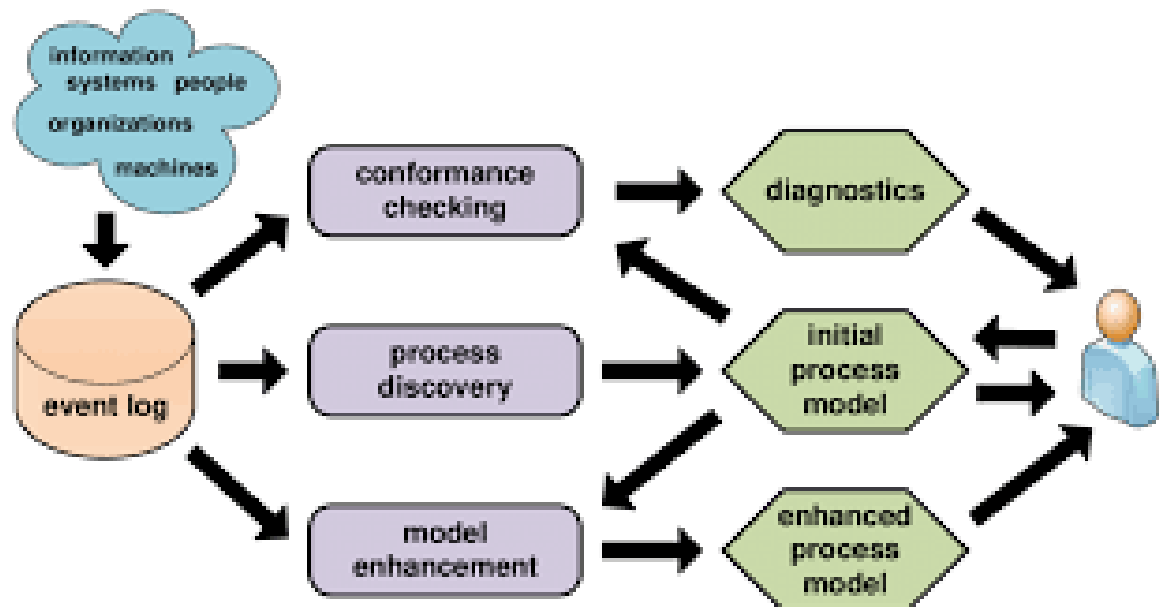 information
systems people
organizations
machines
conformance
checking
diagnostics
event log
process
discovery
initial
process
model
model
enhancement
enhanced
process
model